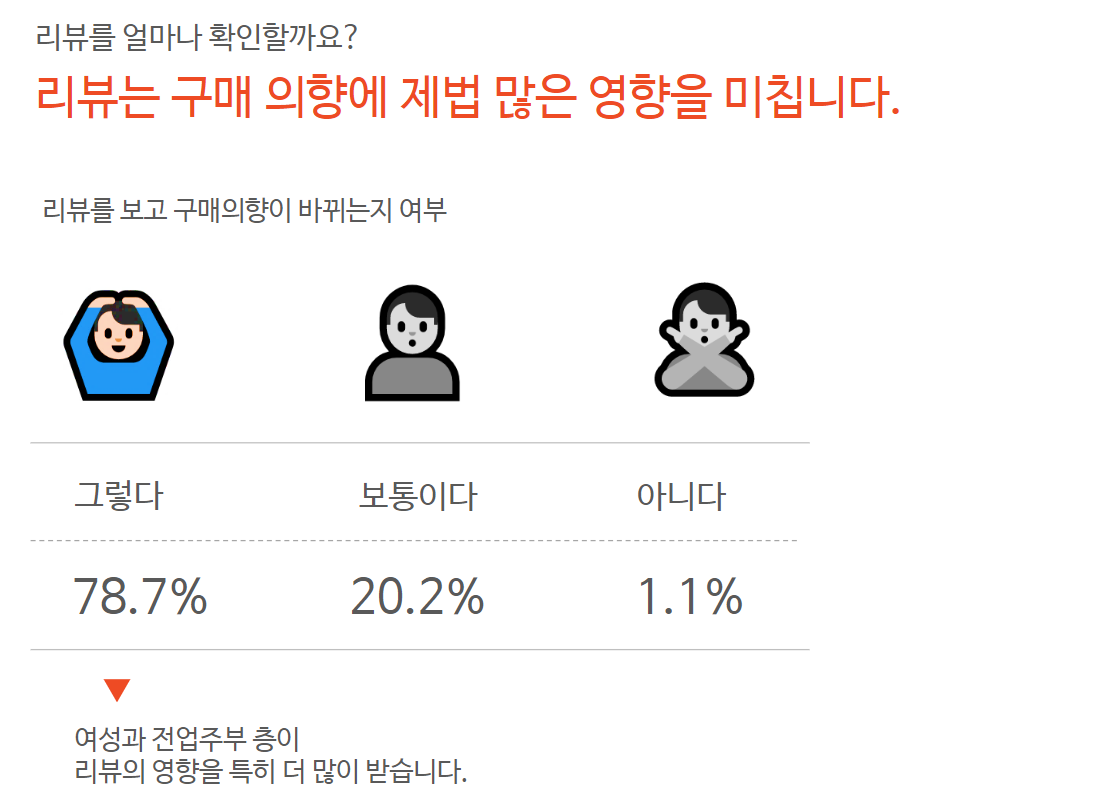 리뷰를 얼마나 확인할까요?
리뷰는 구매 의향에 제법 많은 영향을 미칩니다.
리뷰를 보고 구매의향이 바뀌는지 여부
그렇다 보통이다 아니다
78.7% 20.2% 1.1%
여성과 전업주부 층이
리뷰의 영향을 특히 더 많이 받습니다.